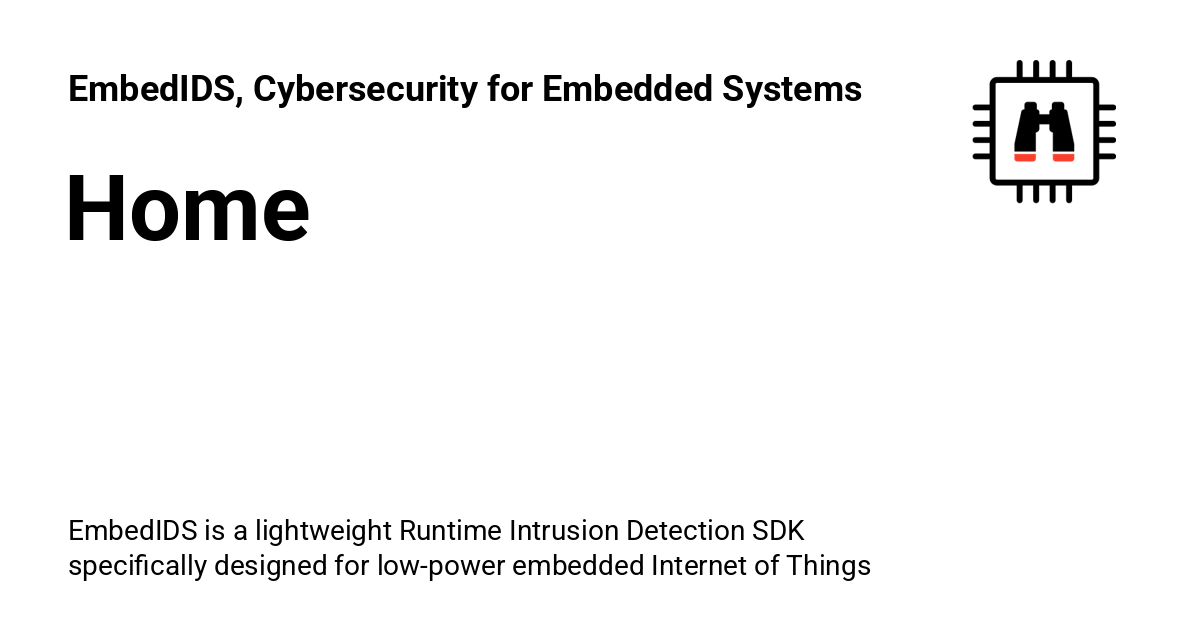 EmbedIDS, Cybersecurity for Embedded Systems
Home
EmbedIDS is a lightweight Runtime Intrusion Detection SDK
specifically designed for low-power embedded Internet of Things